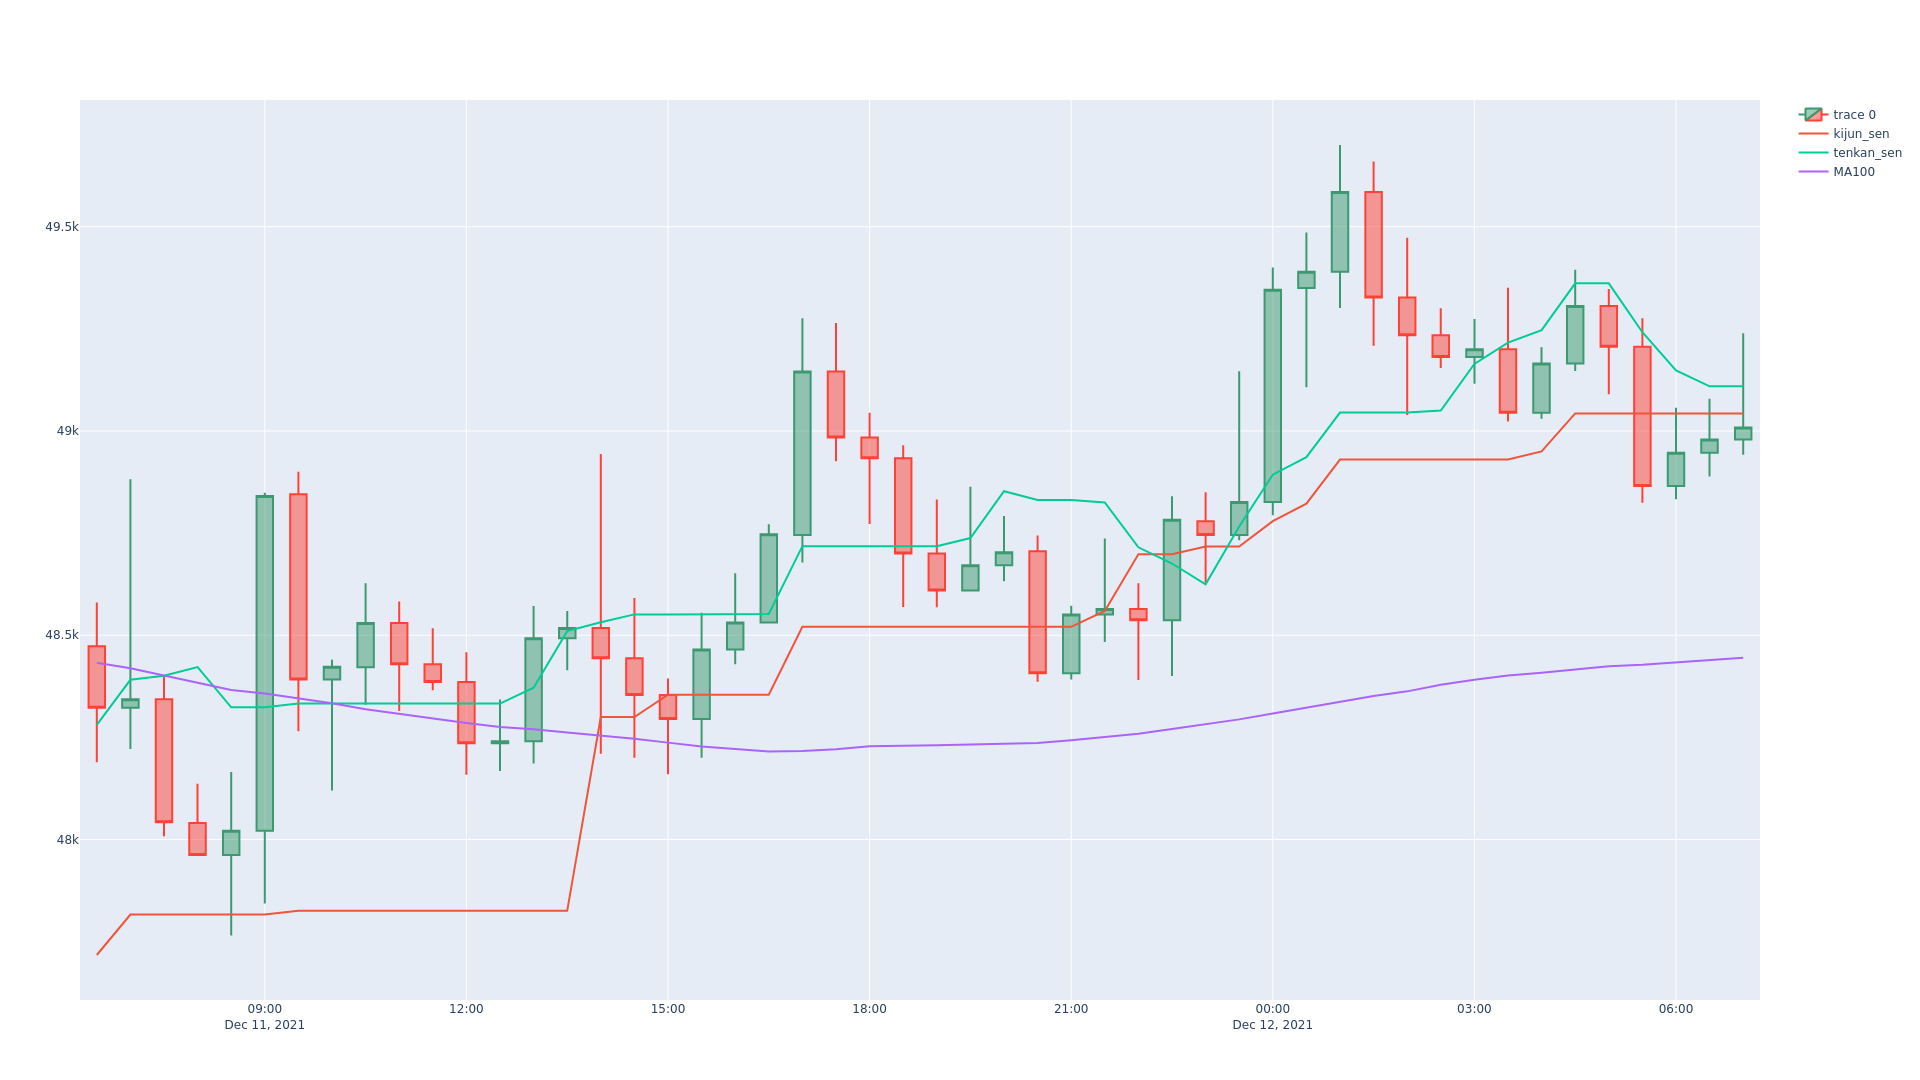 trace 0
kijun_sen
tenkan_sen
MA100
49.5k
49k
48.5k
48k
09:00 12:00 15:00 18:00 21:00 00:00 03:00 06:00
Dec 11, 2021 Dec 12, 2021